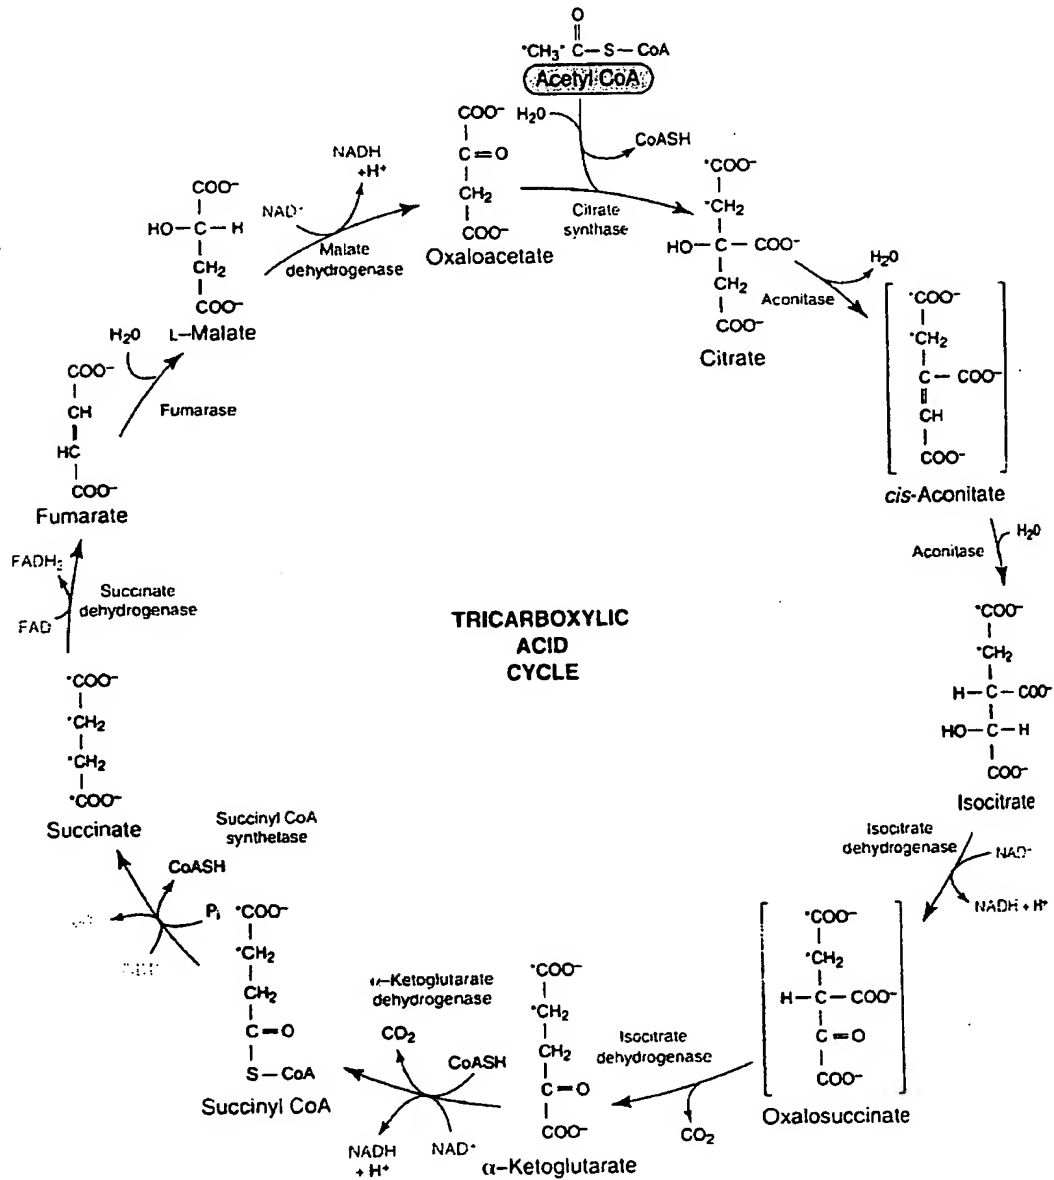 O
||
*CH3* C—S—CoA
Acetyl CoA
H2O
CoASH
Citrate
synthase
COO-
C=O
CH2
COO-
Oxaloacetate
*COO-
*CH2
HO—C—COO-
CH2
COO-
Citrate
H2O
Aconitase
*COO-
*CH2
C—COO-
CH
COO-
cis-Aconitate
H2O
Aconitase
*COO-
*CH2
H—C—COO-
HO—C—H
COO-
Isocitrate
Isocitrate
dehydrogenase
NAD+
NADH + H+
*COO-
*CH2
H—C—COO-
C=O
COO-
Oxalosuccinate
Isocitrate
dehydrogenase
CO2
*COO-
*CH2
CH2
C=O
COO-
α-Ketoglutarate
α-Ketoglutarate
dehydrogenase
CO2
CoASH
NADH
+ H+
NAD+
*COO-
*CH2
CH2
C=O
S—CoA
Succinyl CoA
Succinyl CoA
synthetase
CoASH
Pi
*COO-
*CH2
*CH2
*COO-
Succinate
Succinate
dehydrogenase
FADH2
FAD
COO-
CH
HC
COO-
Fumarate
H2O
Fumarase
COO-
HO—C—H
CH2
COO-
L-Malate
NAD+
NADH
+H+
Malate
dehydrogenase
TRICARBOXYLIC
ACID
CYCLE